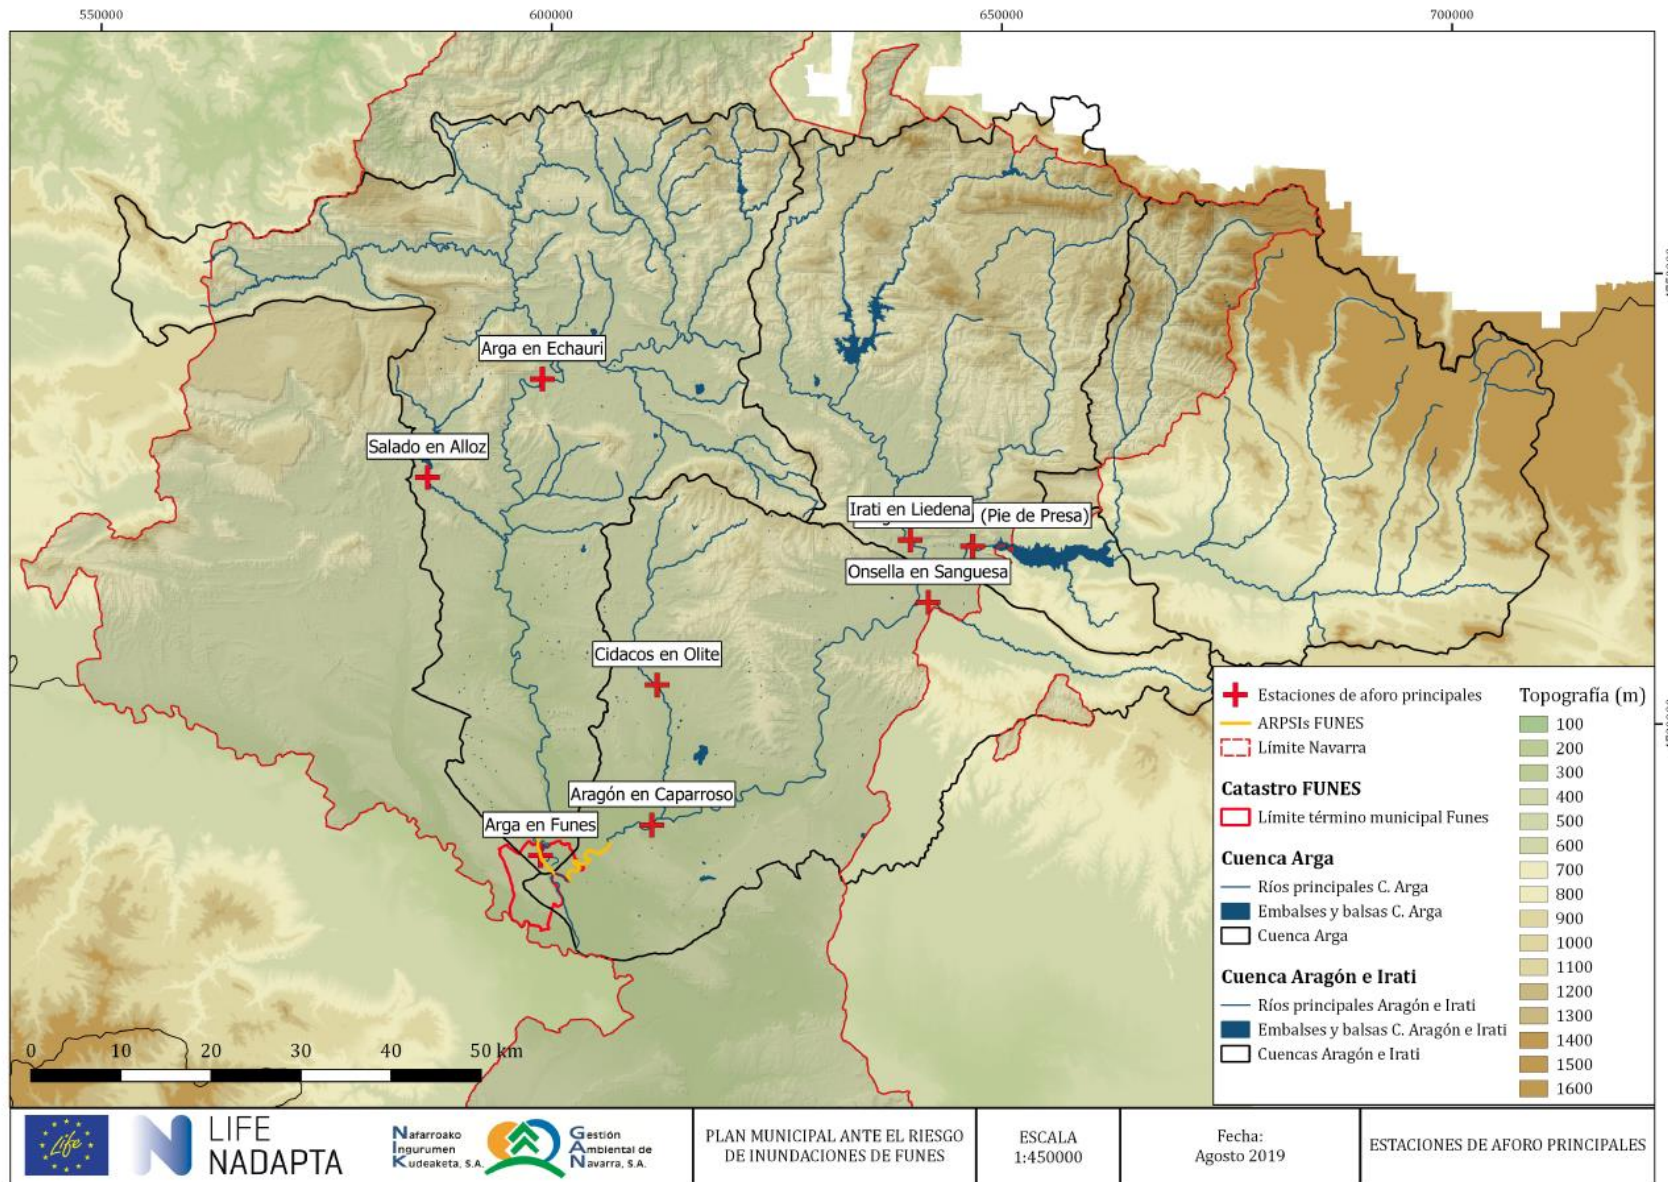 550000
600000
650000
700000
Arga en Echauri
Salado en Alloz
Irati en Liedena
(Pie de Presa)
Onsella en Sanguesa
Cidacos en Olite
Aragón en Caparroso
Arga en Funes
Estaciones de aforo principales
ARPSIs FUNES
Límite Navarra
Catastro FUNES
Límite término municipal Funes
Cuenca Arga
Ríos principales C. Arga
Embalses y balsas C. Arga
Cuenca Arga
Cuenca Aragón e Irati
Ríos principales Aragón e Irati
Embalses y balsas C. Aragón e Irati
Cuencas Aragón e Irati
Topografía (m)
100
200
300
400
500
600
700
800
900
1000
1100
1200
1300
1400
1500
1600
0 10 20 30 40 50 km
Life
LIFE
NADAPTA
Nafarroako
Ingurumen
Kudeaketa, S.A.
Gestión
Ambiental de
Navarra, S.A.
PLAN MUNICIPAL ANTE EL RIESGO
DE INUNDACIONES DE FUNES
ESCALA
1:450000
Fecha:
Agosto 2019
ESTACIONES DE AFORO PRINCIPALES